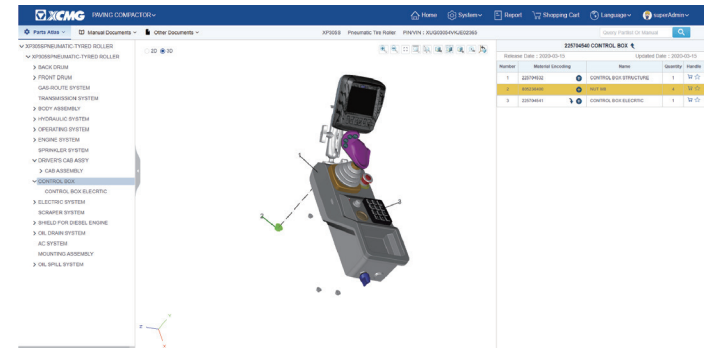 XCMG PAVING COMPACTOR
Home System Report Shopping Cart Language superAdmin
Parts Atlas Manual Documents Other Documents
XP305S Pneumatic Tire Roller
Query PartNo Or Manual
XP305SPNEUMATIC-TYRED ROLLER
XP305SPNEUMATIC-TYRED ROLLER
BACK DRUM
FRONT DRUM
GAS-ROUTE SYSTEM
TRANSMISSION SYSTEM
BODY ASSEMBLY
HYDRAULIC SYSTEM
OPERATING SYSTEM
ENGINE SYSTEM
SPRINKLER SYSTEM
DRIVER'S CAB ASSY
CAB ASSEMBLY
CONTROL BOX
CONTROL BOX ELECRTIC
ELECTRIC SYSTEM
SCRAPER SYSTEM
SHIELD FOR DIESEL ENGINE
OIL DRAIN SYSTEM
AC SYSTEM
MOUNTING ASSEMBLY
OIL SPILL SYSTEM
2D 3D
1
2
3
225704540 CONTROL BOX
Release Date : 2020-03-15 Updated Date : 2020-03-15
Number Material Encoding Name Quantity Handle
1 225704532 CONTROL BOX STRUCTURE 1
2 NUT M8 4
3 225704541 CONTROL BOX ELECRTIC 1